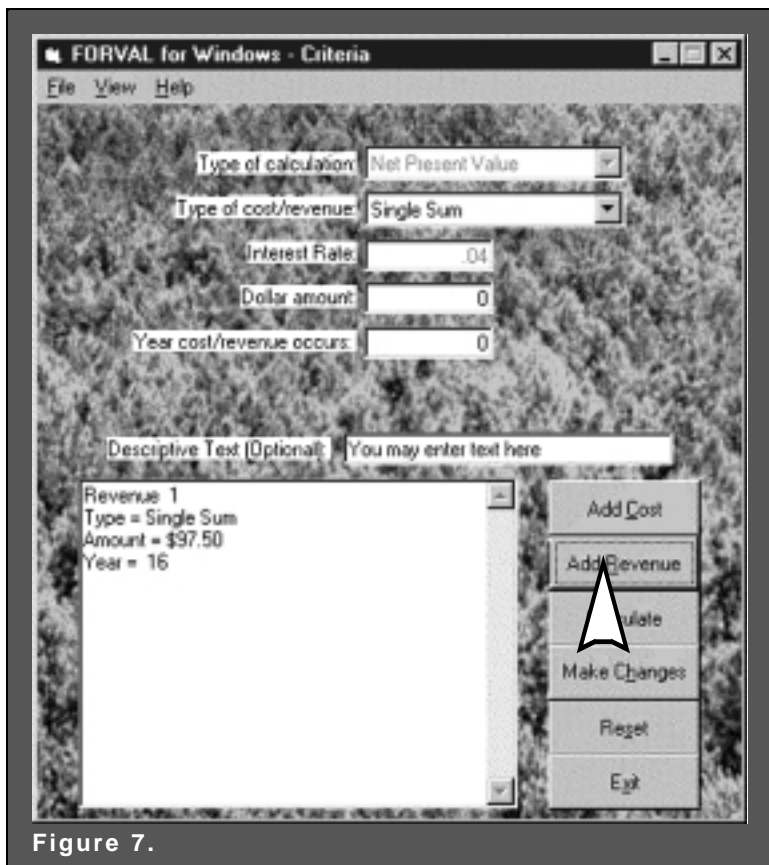 FORVAL for Windows - Criteria
File View Help
Type of calculation: Net Present Value
Type of cost/revenue: Single Sum
Interest Rate: .04
Dollar amount: 0
Year cost/revenue occurs: 0
Descriptive Text (Optional): You may enter text here
Revenue 1
Type = Single Sum
Amount = $97.50
Year = 16
Add Cost
Add Revenue
ulate
Make Changes
Reset
Exit
Figure 7.